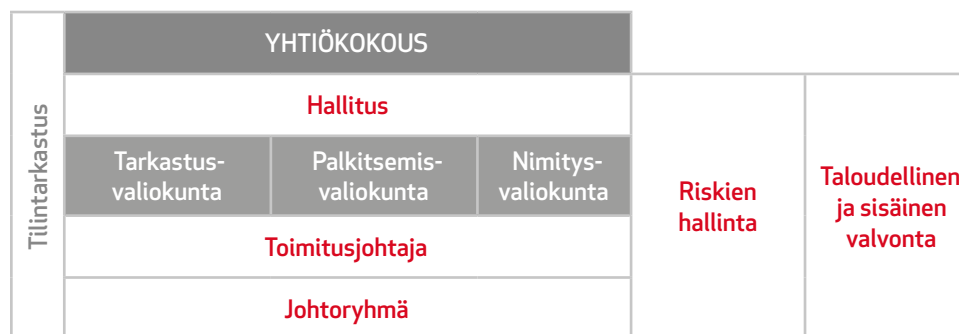 Tilintarkastus
YHTIÖKOKOUS
Hallitus
Tarkastus-
valiokunta
Palkitsemis-
valiokunta
Nimitys-
valiokunta
Toimitusjohtaja
Johtoryhmä
Riskien
hallinta
Taloudellinen
ja sisäinen
valvonta